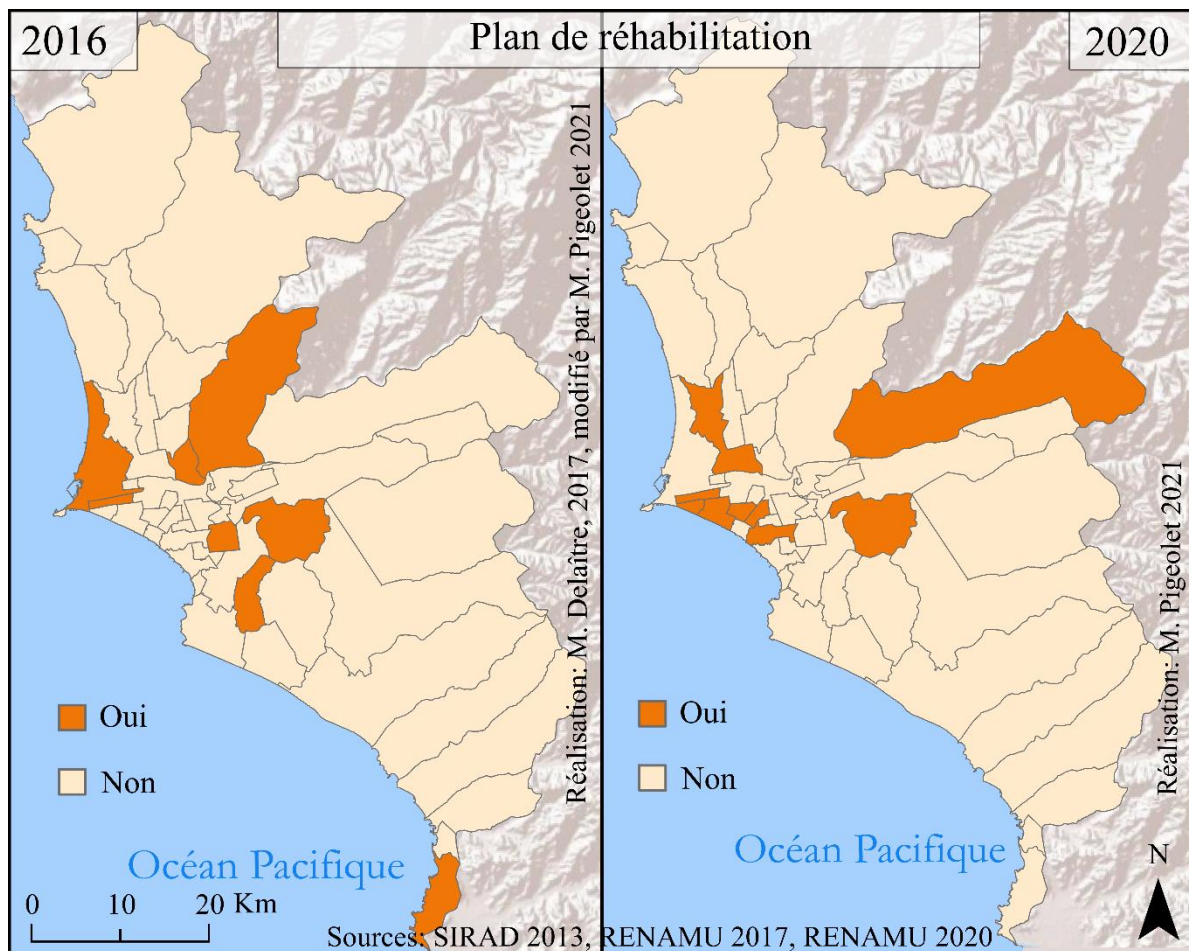 2016
Plan de réhabilitation
2020
Réalisation: M. Delaître, 2017, modifié par M. Pigeolet 2021
Réalisation: M. Pigeolet 2021
Oui
Non
Oui
Non
Océan Pacifique
Océan Pacifique
N
0 10 20 Km
Sources: SIRAD 2013, RENAMU 2017, RENAMU 2020